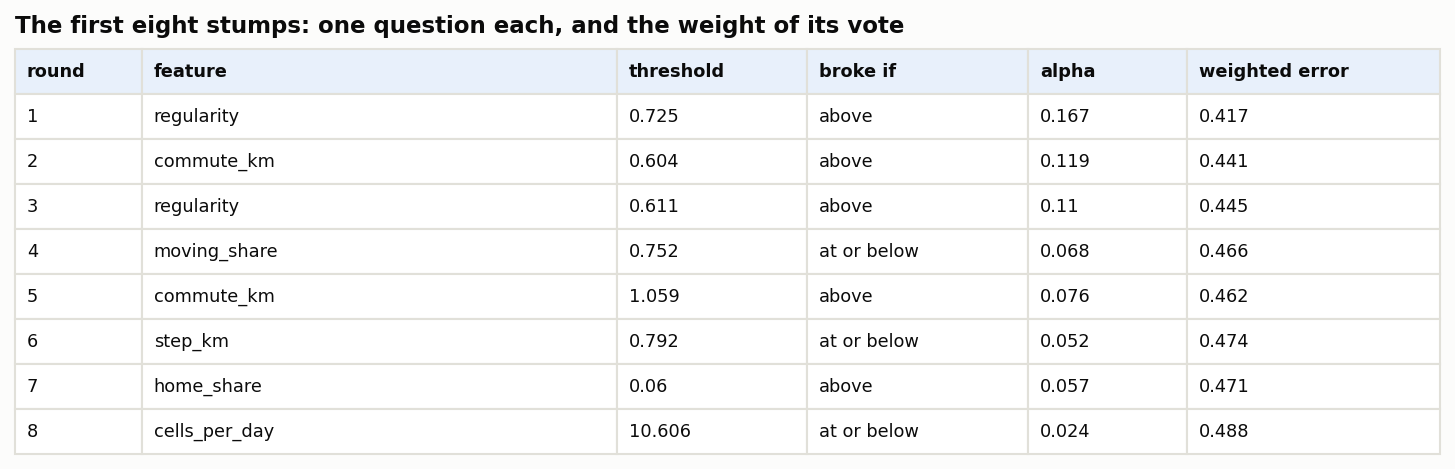 The first eight stumps: one question each, and the weight of its vote
round feature threshold broke if alpha weighted error
1 regularity 0.725 above 0.167 0.417
2 commute_km 0.604 above 0.119 0.441
3 regularity 0.611 above 0.11 0.445
4 moving_share 0.752 at or below 0.068 0.466
5 commute_km 1.059 above 0.076 0.462
6 step_km 0.792 at or below 0.052 0.474
7 home_share 0.06 above 0.057 0.471
8 cells_per_day 10.606 at or below 0.024 0.488